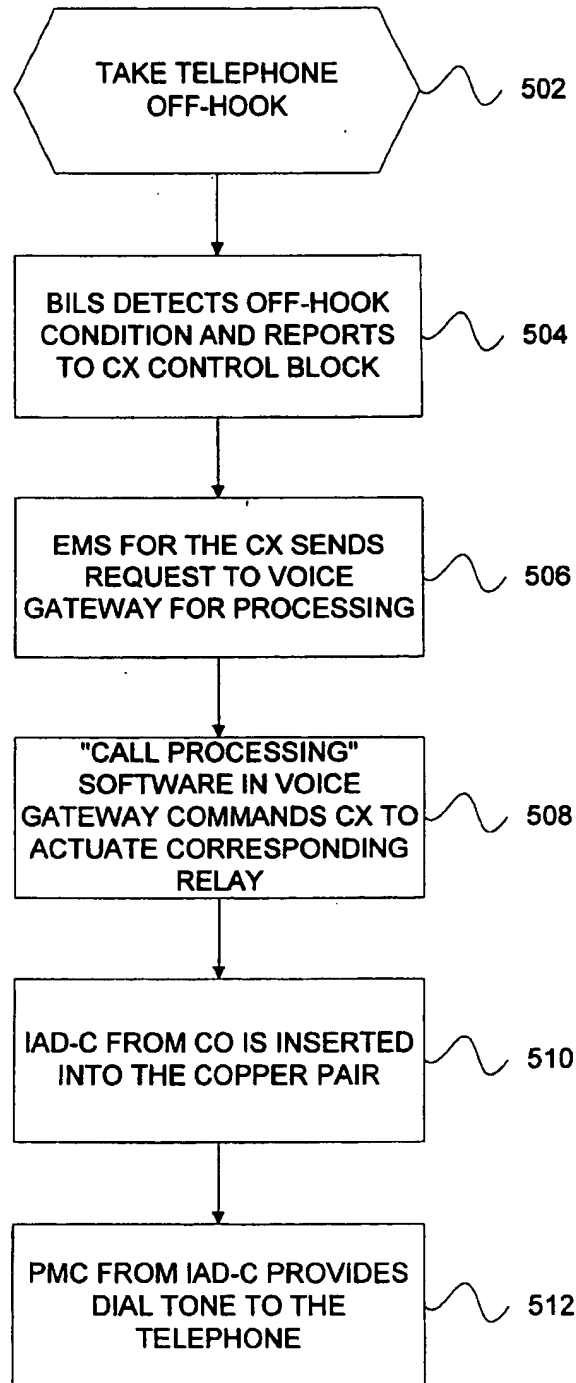 TAKE TELEPHONE
OFF-HOOK
502
BILS DETECTS OFF-HOOK
CONDITION AND REPORTS
TO CX CONTROL BLOCK
504
EMS FOR THE CX SENDS
REQUEST TO VOICE
GATEWAY FOR PROCESSING
506
"CALL PROCESSING"
SOFTWARE IN VOICE
GATEWAY COMMANDS CX TO
ACTUATE CORRESPONDING
RELAY
508
IAD-C FROM CO IS INSERTED
INTO THE COPPER PAIR
510
PMC FROM IAD-C PROVIDES
DIAL TONE TO THE
TELEPHONE
512